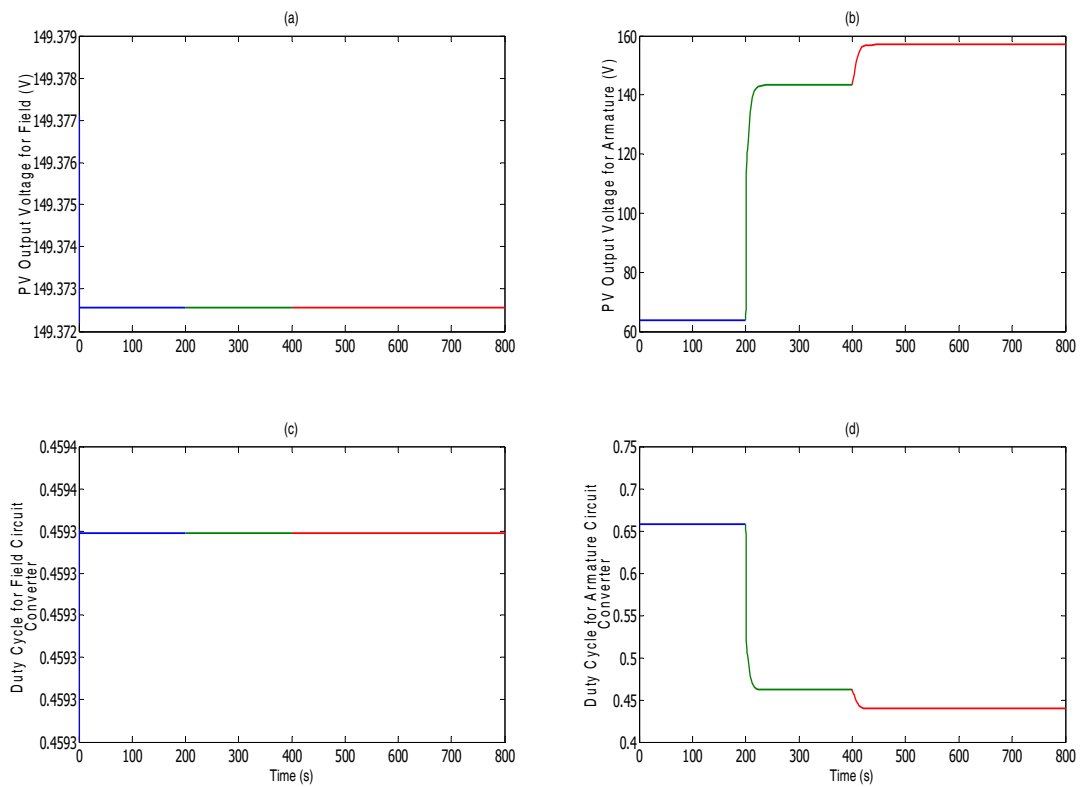 (a)
149.379
149.378
149.377
149.376
149.375
149.374
149.373
149.372
0 100 200 300 400 500 600 700 800
PV Output Voltage for Field (V)
(b)
160
140
120
100
80
60
0 100 200 300 400 500 600 700 800
PV Output Voltage for Armature (V)
(c)
0.4594
0.4594
0.4593
0.4593
0.4593
0.4593
0.4593
0.4593
0 100 200 300 400 500 600 700 800
Time (s)
Duty Cycle for Field Circuit
Converter
(d)
0.75
0.7
0.65
0.6
0.55
0.5
0.45
0.4
0 100 200 300 400 500 600 700 800
Time (s)
Duty Cycle for Armature Circuit
Converter